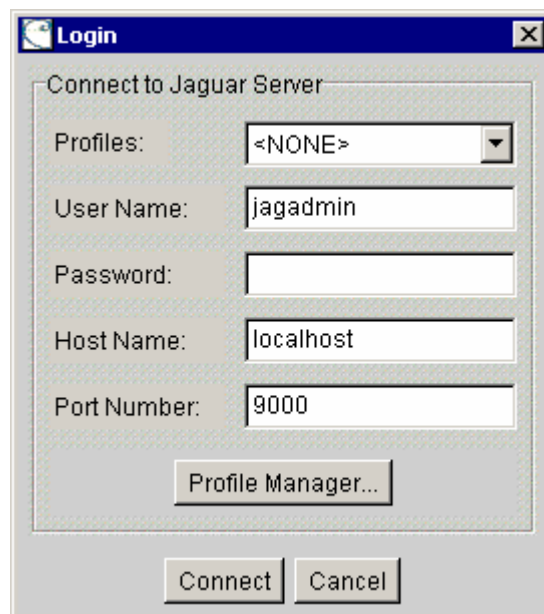 Login
Connect to Jaguar Server
Profiles: <NONE>
User Name: jagadmin
Password:
Host Name: localhost
Port Number: 9000
Profile Manager...
Connect Cancel